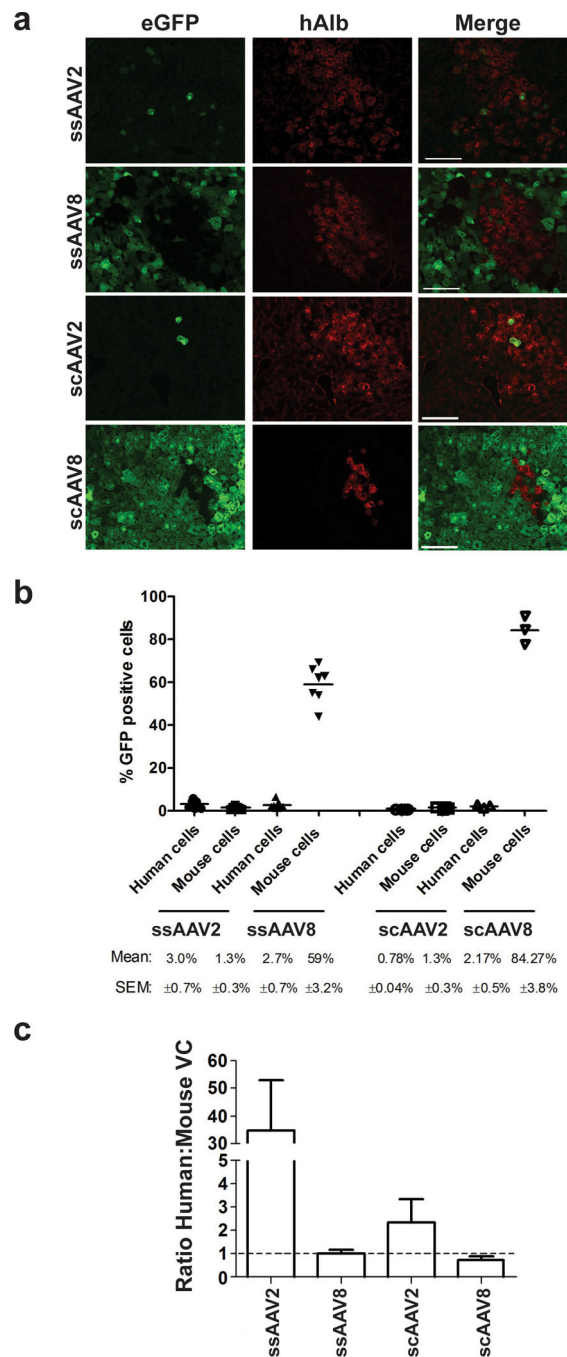 a
eGFP hAlb Merge
ssAAV2
ssAAV8
scAAV2
scAAV8
b
% GFP positive cells
100
80
60
40
20
0
Human cells Mouse cells Human cells Mouse cells Human cells Mouse cells Human cells Mouse cells
ssAAV2 ssAAV8 scAAV2 scAAV8
Mean: 3.0% 1.3% 2.7% 59% 0.78% 1.3% 2.17% 84.27%
SEM: ±0.7% ±0.3% ±0.7% ±3.2% ±0.04% ±0.3% ±0.5% ±3.8%
c
Ratio Human:Mouse VC
60
50
40
30
5
4
3
2
1
0
ssAAV2 ssAAV8 scAAV2 scAAV8